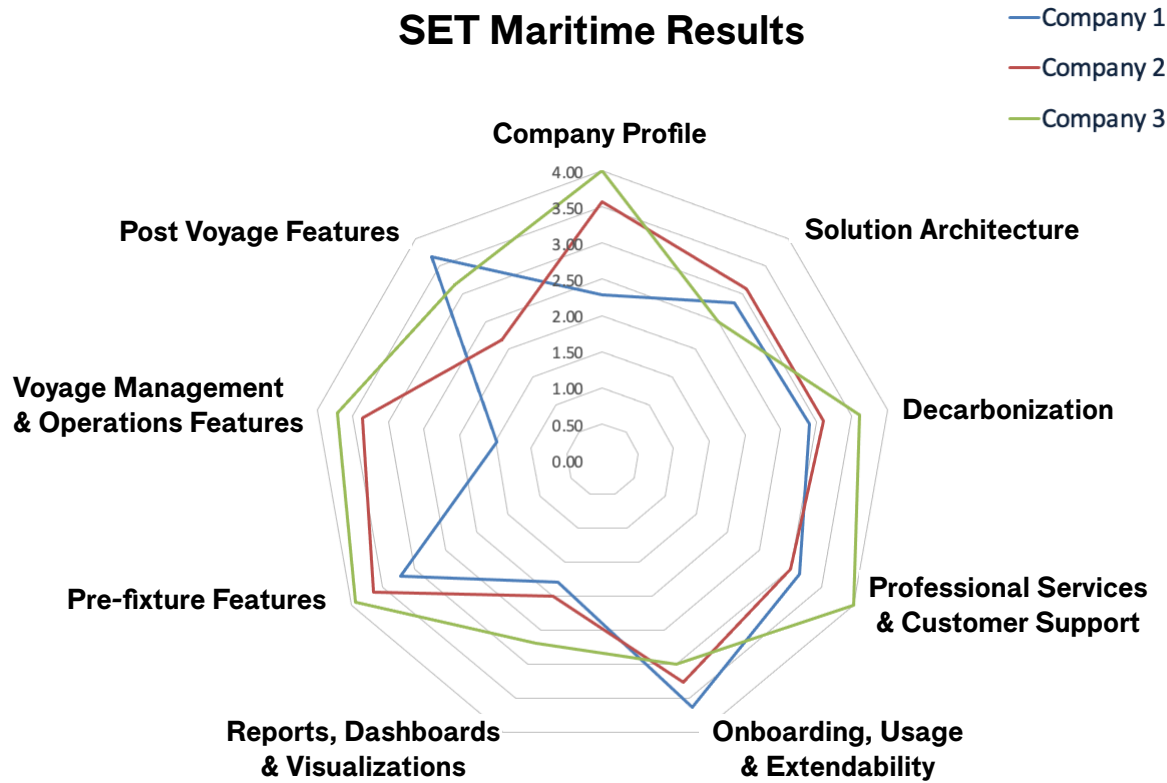 SET Maritime Results
Company 1
Company 2
Company 3
Company Profile
4.00
3.50
3.00
2.50
2.00
1.50
1.00
0.50
0.00
Post Voyage Features
Solution Architecture
Voyage Management
& Operations Features
Decarbonization
Pre-fixture Features
Professional Services
& Customer Support
Reports, Dashboards
& Visualizations
Onboarding, Usage
& Extendability